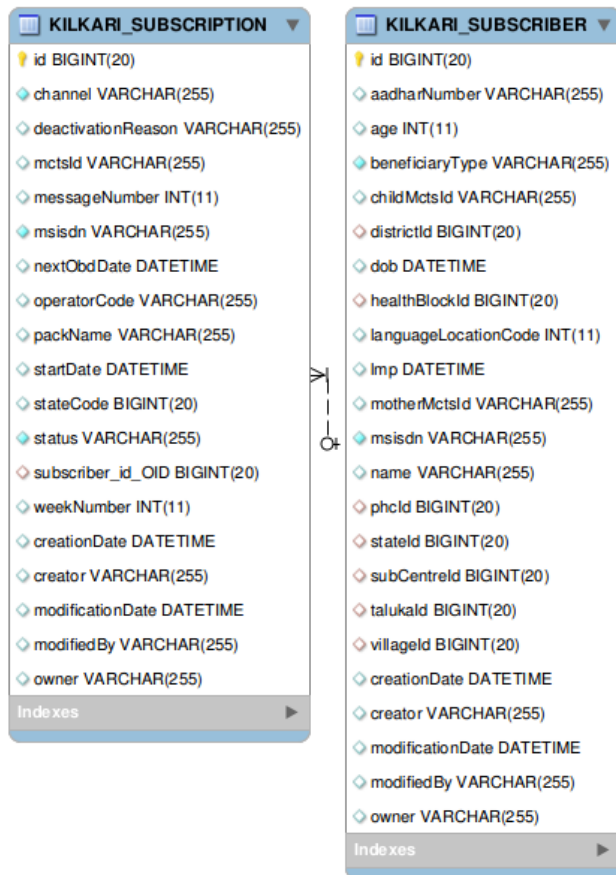 KILKARI_SUBSCRIPTION
id BIGINT(20)
channel VARCHAR(255)
deactivationReason VARCHAR(255)
mctsId VARCHAR(255)
messageNumber INT(11)
msisdn VARCHAR(255)
nextObdDate DATETIME
operatorCode VARCHAR(255)
packName VARCHAR(255)
startDate DATETIME
stateCode BIGINT(20)
status VARCHAR(255)
subscriber_id_OID BIGINT(20)
weekNumber INT(11)
creationDate DATETIME
creator VARCHAR(255)
modificationDate DATETIME
modifiedBy VARCHAR(255)
owner VARCHAR(255)
Indexes
KILKARI_SUBSCRIBER
id BIGINT(20)
aadharNumber VARCHAR(255)
age INT(11)
beneficiaryType VARCHAR(255)
childMctsId VARCHAR(255)
districtId BIGINT(20)
dob DATETIME
healthBlockId BIGINT(20)
languageLocationCode INT(11)
lmp DATETIME
motherMctsId VARCHAR(255)
msisdn VARCHAR(255)
name VARCHAR(255)
phcId BIGINT(20)
stateId BIGINT(20)
subCentreId BIGINT(20)
talukaId BIGINT(20)
villageId BIGINT(20)
creationDate DATETIME
creator VARCHAR(255)
modificationDate DATETIME
modifiedBy VARCHAR(255)
owner VARCHAR(255)
Indexes